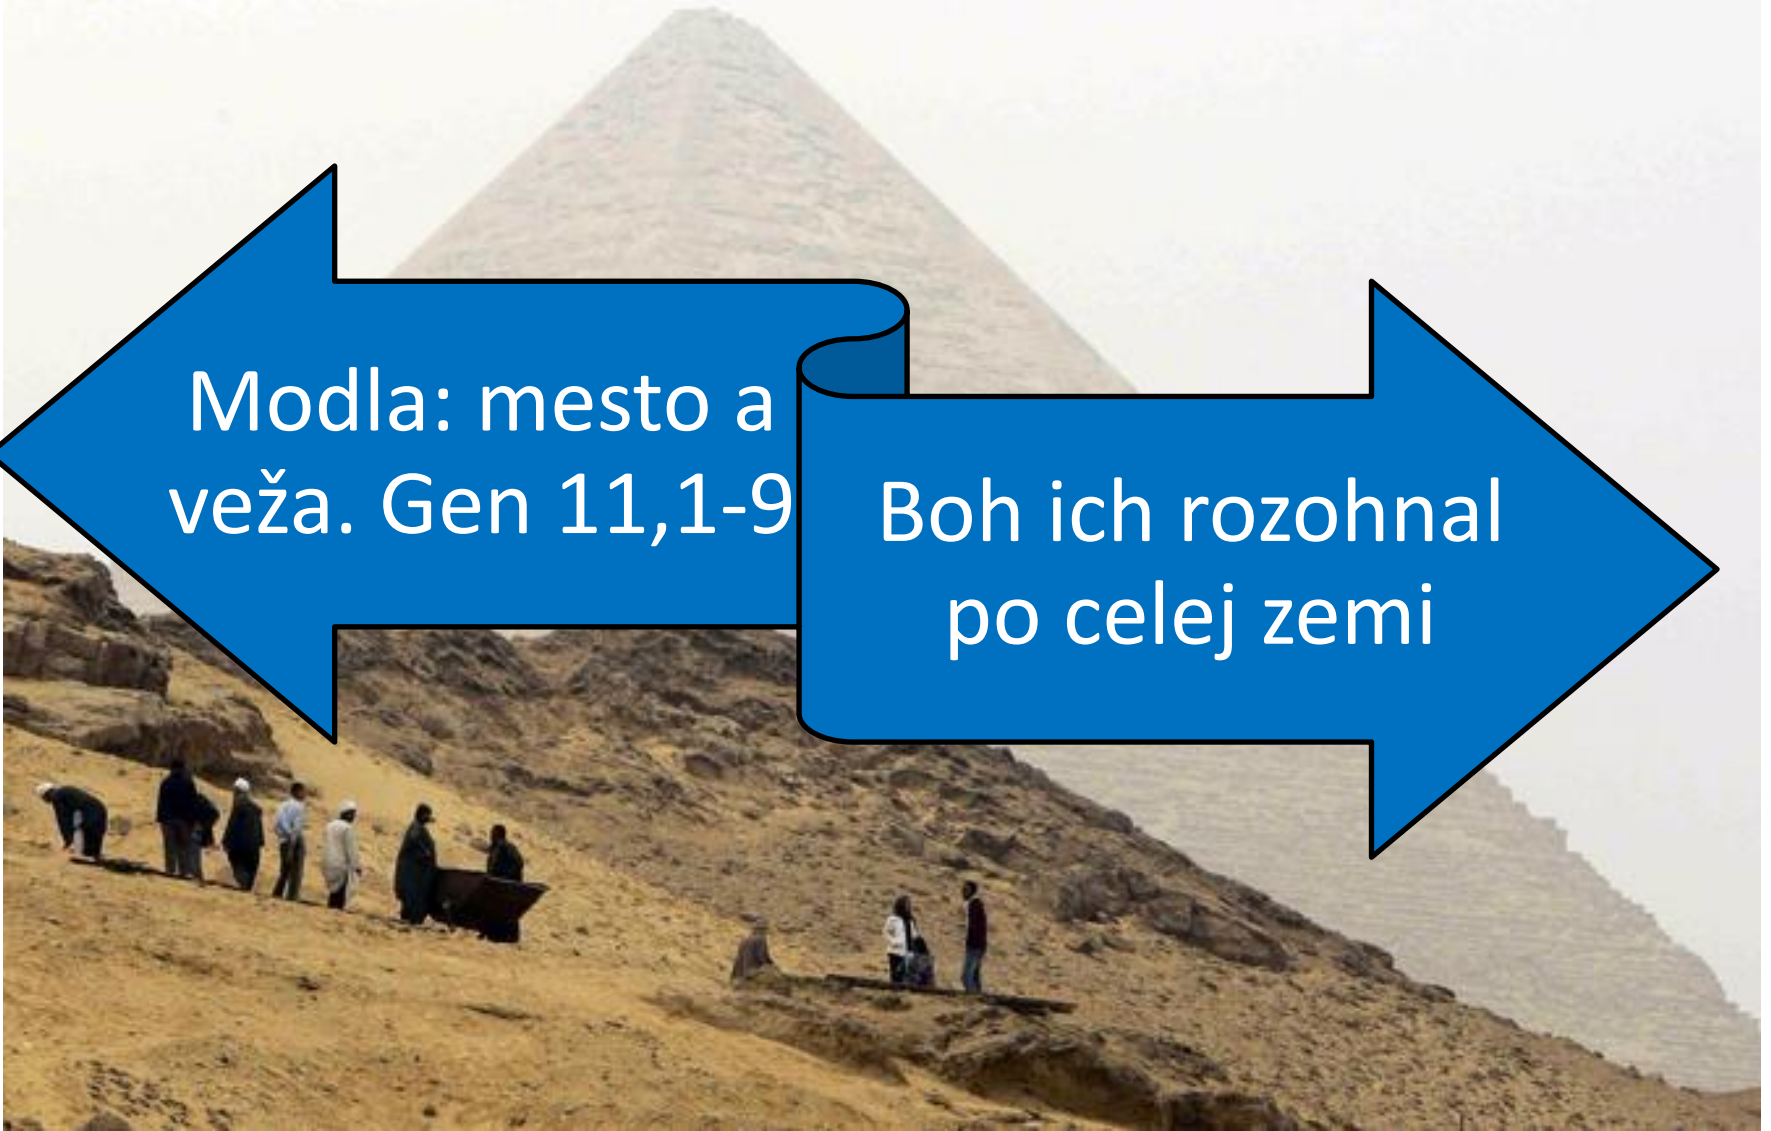 Modla: mesto a
veža. Gen 11,1-9
Boh ich rozohnal
po celej zemi